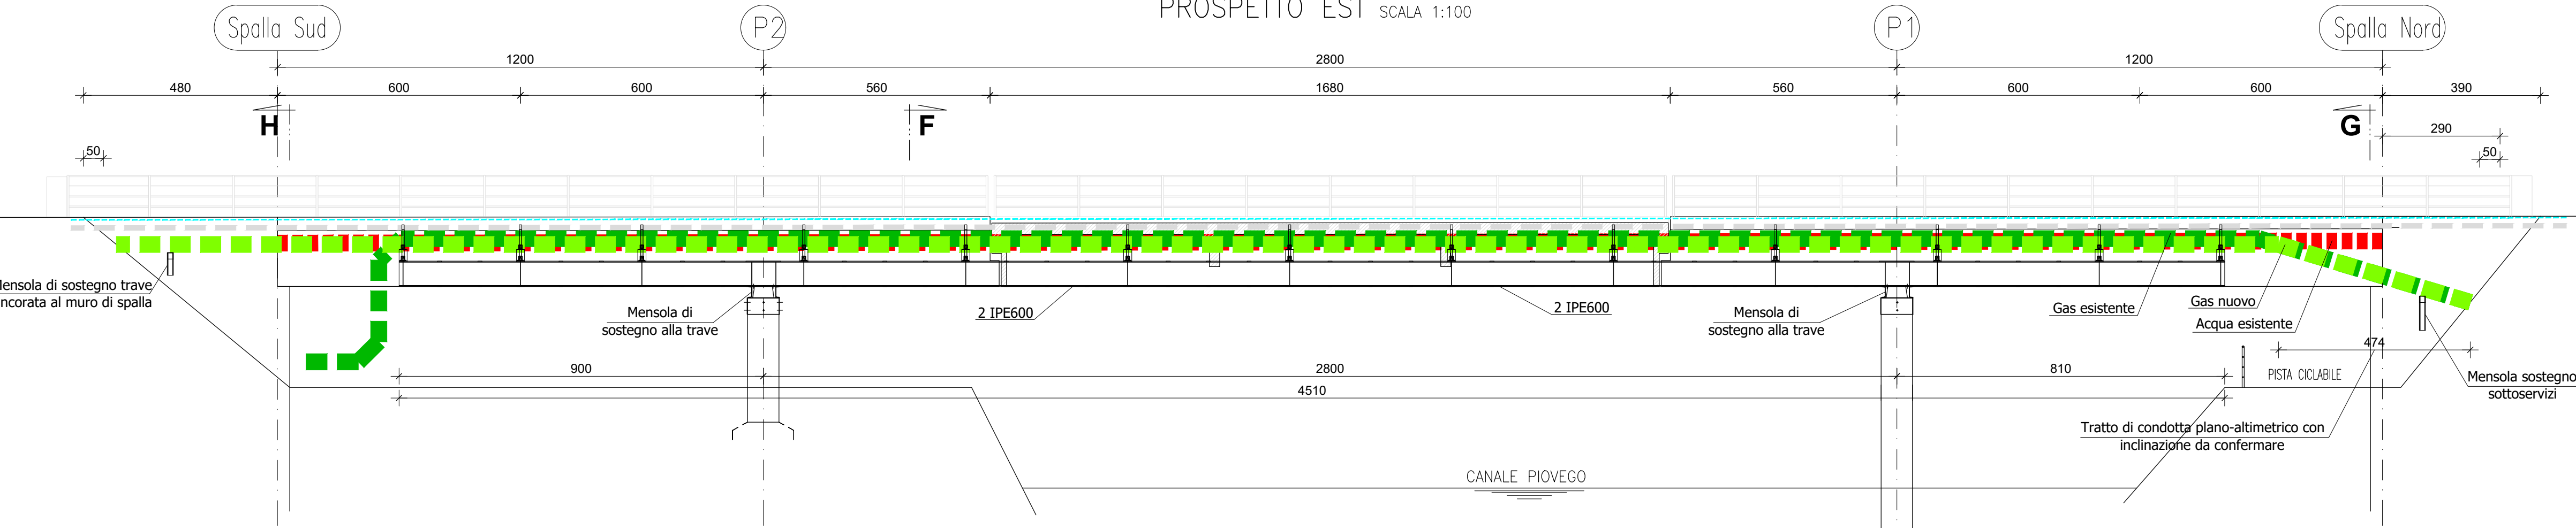 PROSPETTO EST SCALA 1:100
Spalla Sud
P2
P1
Spalla Nord
1200
2800
1200
480
600
600
560
1680
560
600
600
390
H
F
G
290
50
50
Mensola di sostegno trave
ancorata al muro di spalla
Mensola di
sostegno alla trave
2 IPE600
2 IPE600
Mensola di
sostegno alla trave
Gas esistente
Gas nuovo
Acqua esistente
474
900
2800
810
PISTA CICLABILE
Mensola sostegno
sottoservizi
4510
Tratto di condotta plano-altimetrico con
inclinazione da confermare
CANALE PIOVEGO